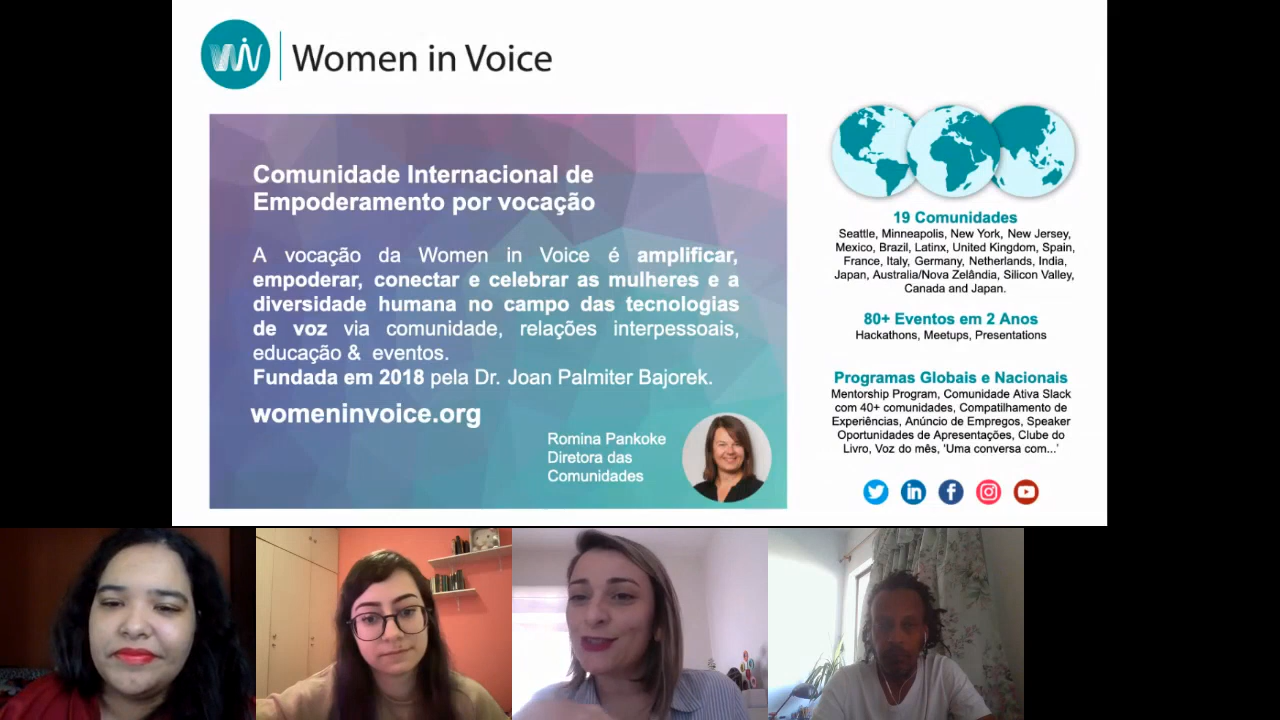 WIV
Women in Voice
Comunidade Internacional de
Empoderamento por vocação
A vocação da Women in Voice é amplificar,
empoderar, conectar e celebrar as mulheres e a
diversidade humana no campo das tecnologias
de voz via comunidade, relações interpessoais,
educação & eventos.
Fundada em 2018 pela Dr. Joan Palmiter Bajorek.
womeninvoice.org
Romina Pankoke
Diretora das
Comunidades
19 Comunidades
Seattle, Minneapolis, New York, New Jersey,
Mexico, Brazil, Latinx, United Kingdom, Spain,
France, Italy, Germany, Netherlands, India,
Japan, Australia/Nova Zelândia, Silicon Valley,
Canada and Japan.
80+ Eventos em 2 Anos
Hackathons, Meetups, Presentations
Programas Globais e Nacionais
Mentorship Program, Comunidade Ativa Slack
com 40+ comunidades, Compatilhamento de
Experiências, Anúncio de Empregos, Speaker
Oportunidades de Apresentações, Clube do
Livro, Voz do mês, 'Uma conversa com...'